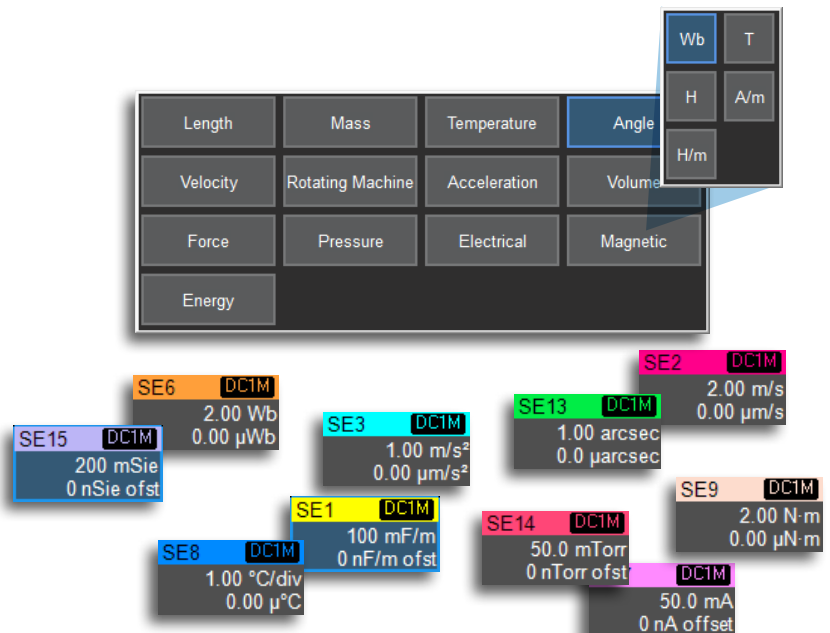 Wb
T
H
A/m
H/m
Length
Mass
Temperature
Angle
Velocity
Rotating Machine
Acceleration
Volume
Force
Pressure
Electrical
Magnetic
Energy
SE2 DC1M
2.00 m/s
0.00 µm/s
SE6 DC1M
2.00 Wb
0.00 µWb
SE13 DC1M
1.00 arcsec
0.0 µarcsec
SE3 DC1M
1.00 m/s²
0.00 µm/s²
SE15 DC1M
200 mSie
0 nSie ofst
SE9 DC1M
2.00 N·m
0.00 µN·m
SE1 DC1M
100 mF/m
0 nF/m ofst
SE14 DC1M
50.0 mTorr
0 nTorr ofst
SE8 DC1M
1.00 °C/div
0.00 µ°C
DC1M
50.0 mA
0 nA offset